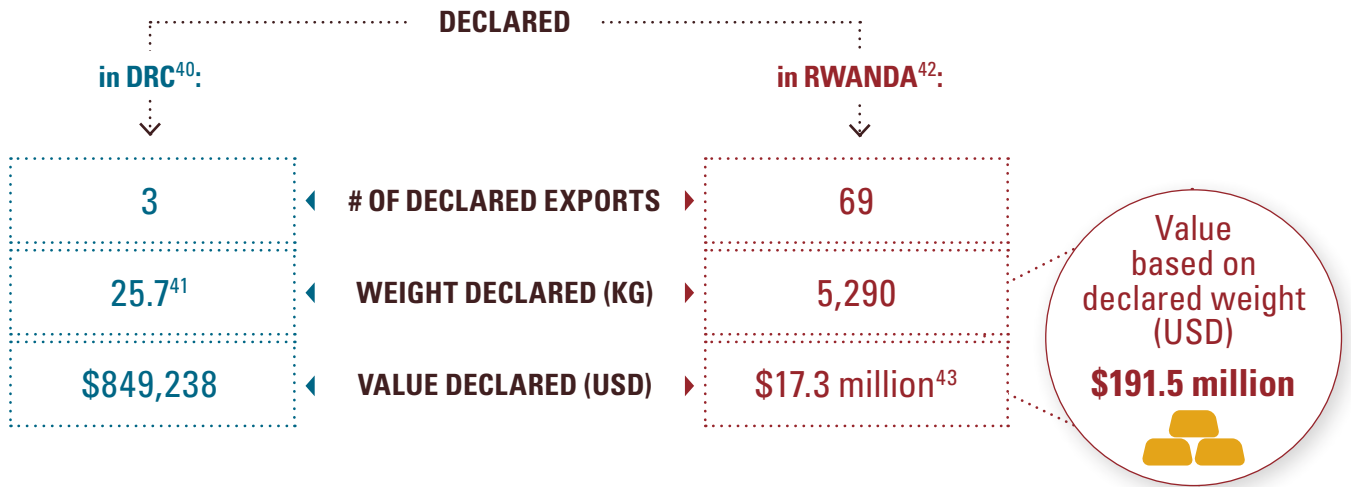 DECLARED
in DRC40:
in RWANDA42:
3
# OF DECLARED EXPORTS
69
25.741
WEIGHT DECLARED (KG)
5,290
$849,238
VALUE DECLARED (USD)
$17.3 million43
Value
based on
declared weight
(USD)
$191.5 million